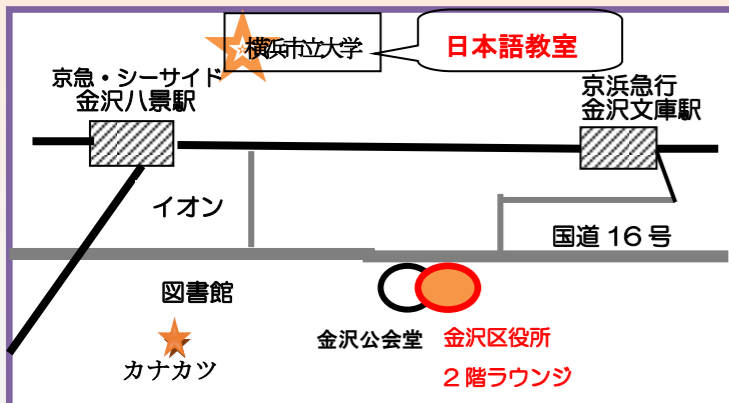 横浜市立大学
日本語教室
京急・シーサイド
金沢八景駅
京浜急行
金沢文庫駅
イオン
国道16号
図書館
カナカツ
金沢公会堂
金沢区役所
2階ラウンジ